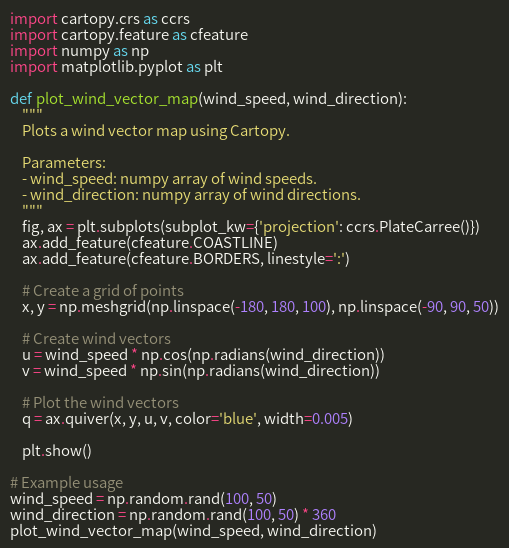 import cartopy.crs as ccrs
import cartopy.feature as cfeature
import numpy as np
import matplotlib.pyplot as plt

def plot_wind_vector_map(wind_speed, wind_direction):
    """
    Plots a wind vector map using Cartopy.

    Parameters:
    - wind_speed: numpy array of wind speeds.
    - wind_direction: numpy array of wind directions.
    """
    fig, ax = plt.subplots(subplot_kw={'projection': ccrs.PlateCarree()})
    ax.add_feature(cfeature.COASTLINE)
    ax.add_feature(cfeature.BORDERS, linestyle=':')

    # Create a grid of points
    x, y = np.meshgrid(np.linspace(-180, 180, 100), np.linspace(-90, 90, 50))

    # Create wind vectors
    u = wind_speed * np.cos(np.radians(wind_direction))
    v = wind_speed * np.sin(np.radians(wind_direction))

    # Plot the wind vectors
    q = ax.quiver(x, y, u, v, color='blue', width=0.005)

    plt.show()

# Example usage
wind_speed = np.random.rand(100, 50)
wind_direction = np.random.rand(100, 50) * 360
plot_wind_vector_map(wind_speed, wind_direction)